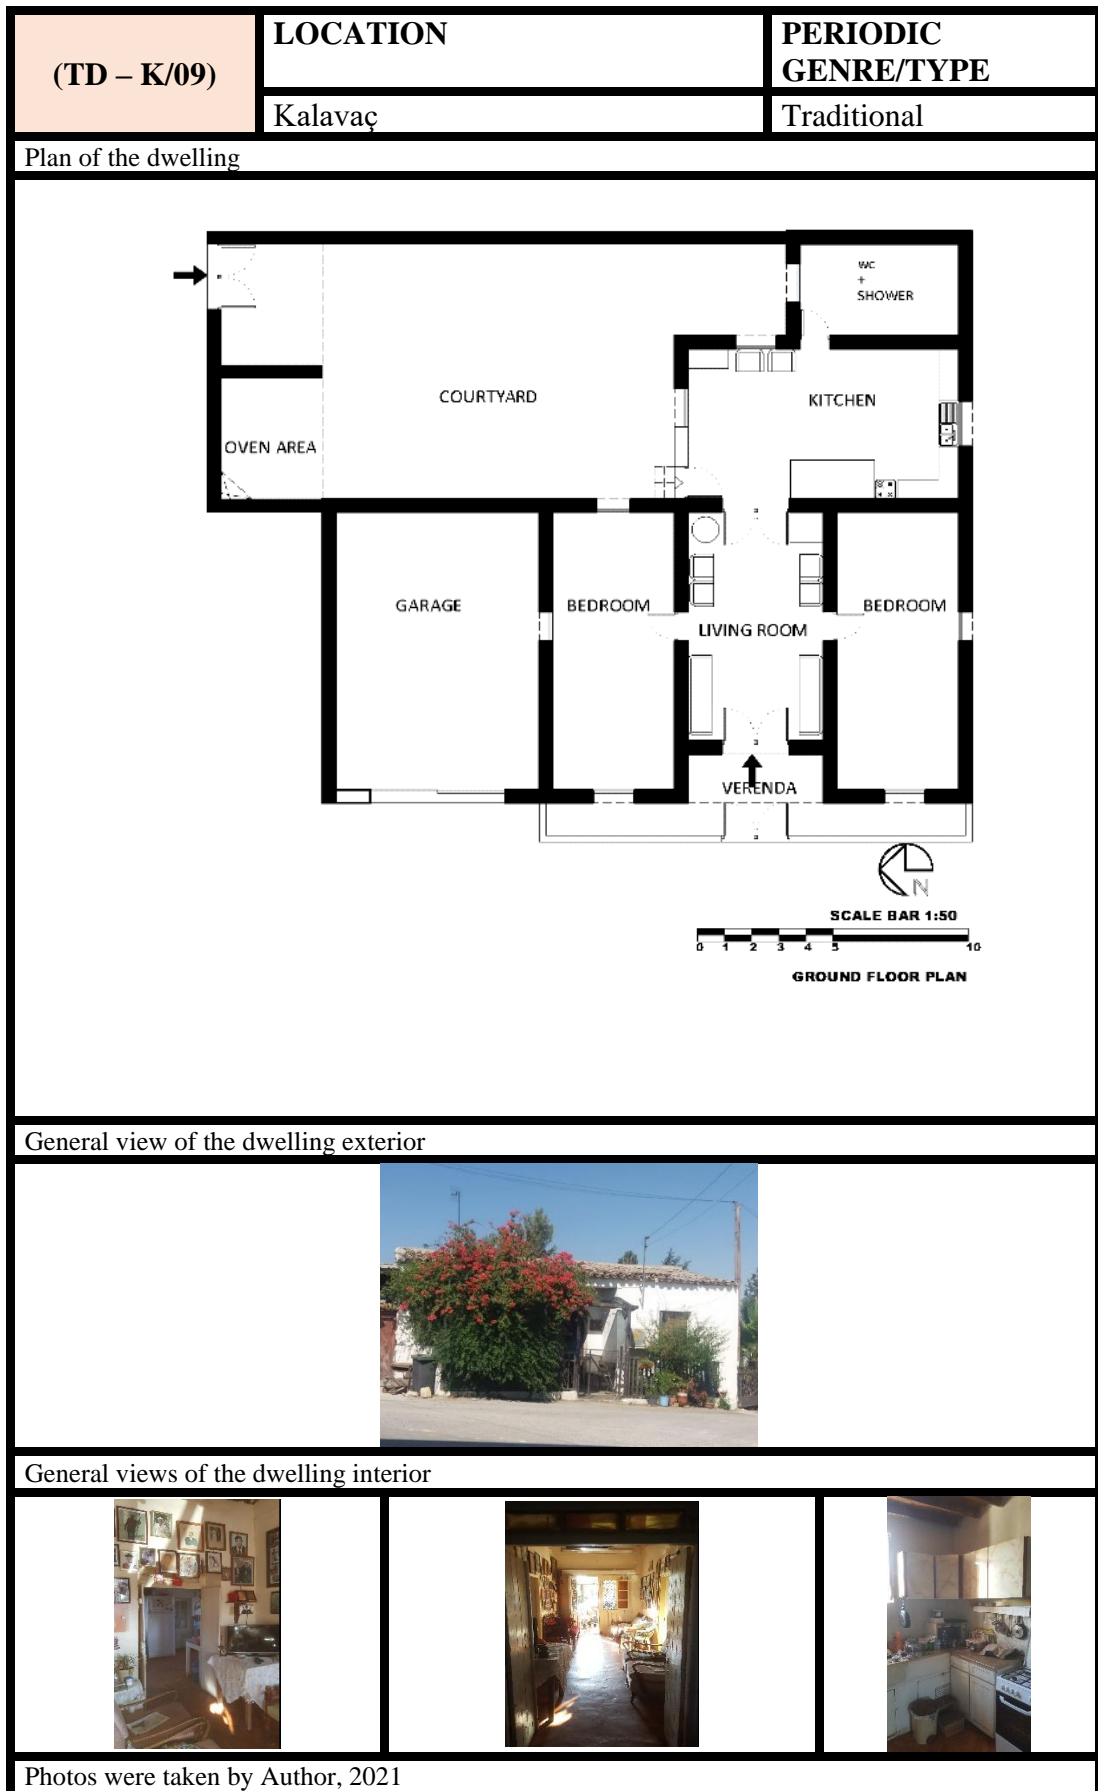 (TD – K/09)
LOCATION
PERIODIC
GENRE/TYPE
Kalavaç
Traditional
Plan of the dwelling
WC
+
SHOWER
COURTYARD
KITCHEN
OVEN AREA
GARAGE
BEDROOM
LIVING ROOM
BEDROOM
VERENDA
N
SCALE BAR 1:50
0 1 2 3 4 5 10
GROUND FLOOR PLAN
General view of the dwelling exterior
General views of the dwelling interior
Photos were taken by Author, 2021